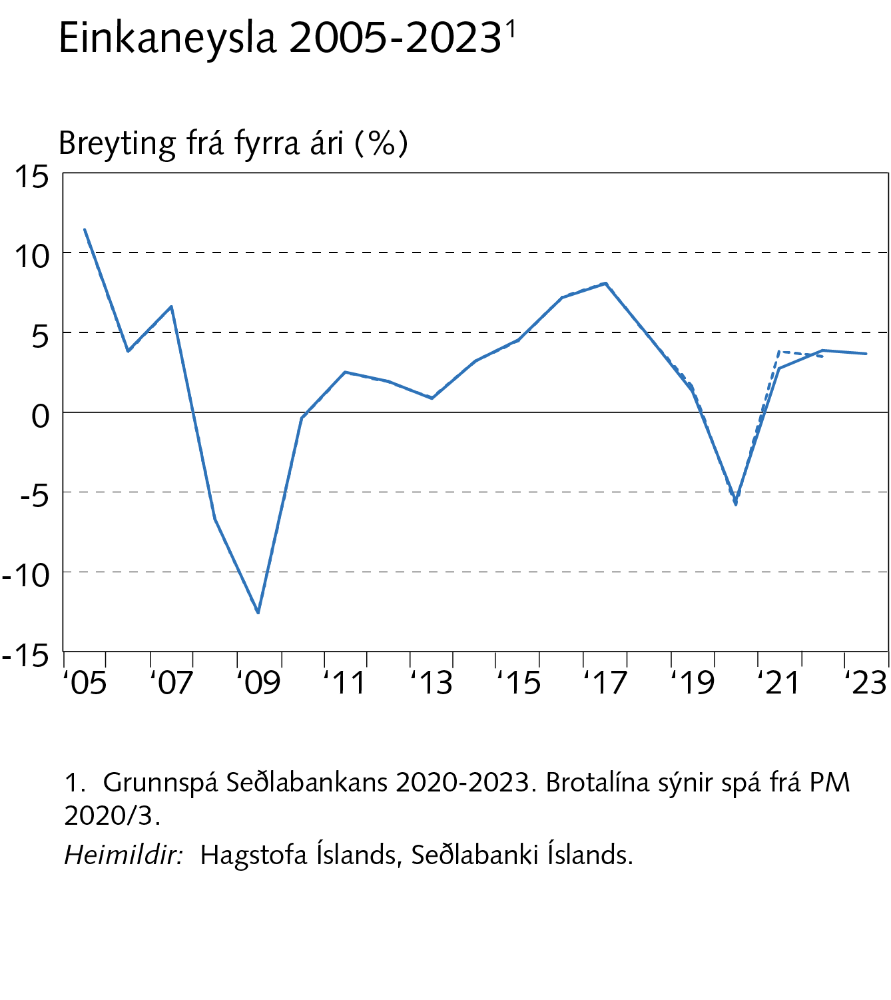 Einkaneysla 2005-2023¹
Breyting frá fyrra ári (%)
15
10
5
0
-5
-10
-15
‘05 ‘07 ‘09 ‘11 ‘13 ‘15 ‘17 ‘19 ‘21 ‘23
1. Grunnspá Seðlabankans 2020-2023. Brotalína sýnir spá frá PM
2020/3.
Heimildir: Hagstofa Íslands, Seðlabanki Íslands.